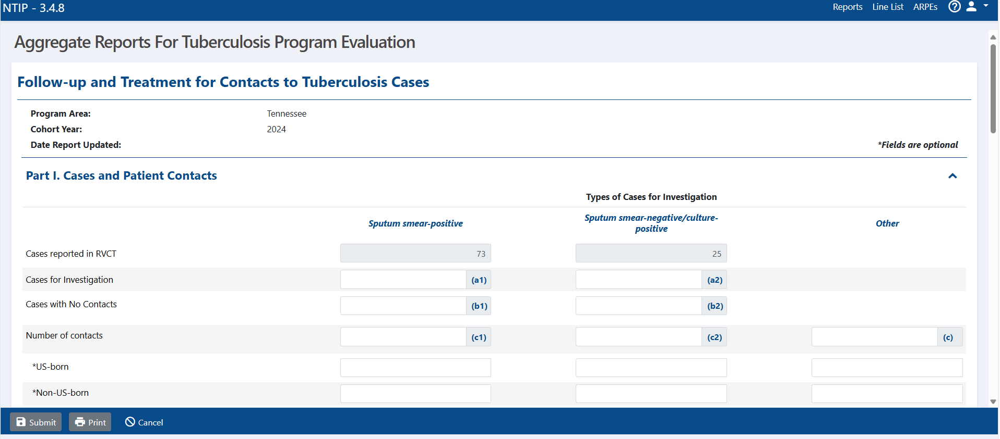 NTIP - 3.4.8
Reports Line List ARPEs
Aggregate Reports For Tuberculosis Program Evaluation
Follow-up and Treatment for Contacts to Tuberculosis Cases
Program Area: Tennessee
Cohort Year: 2024
Date Report Updated:
*Fields are optional
Part I. Cases and Patient Contacts
Types of Cases for Investigation
Sputum smear-positive
Sputum smear-negative/culture-
positive
Other
Cases reported in RVCT 73 25
Cases for Investigation (a1) (a2)
Cases with No Contacts (b1) (b2)
Number of contacts (c1) (c2) (c)
*US-born
*Non-US-born
Submit Print Cancel